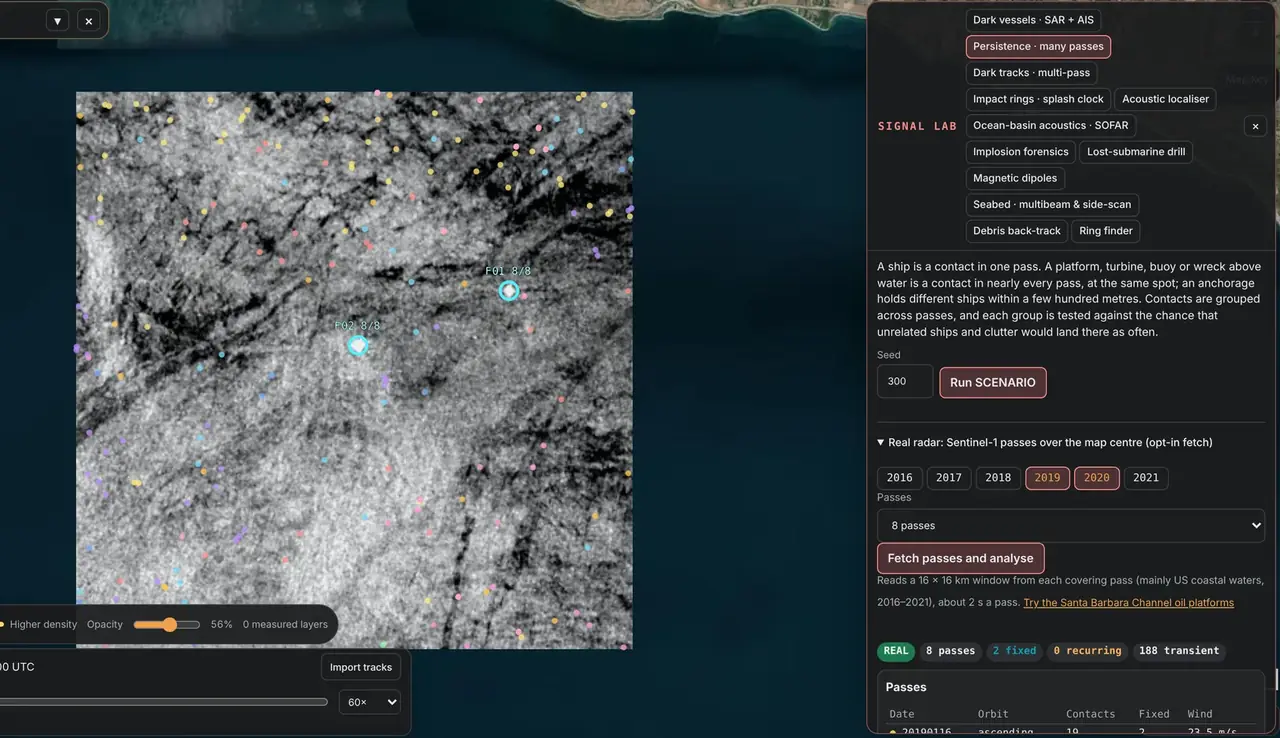 ▼ ×
Dark vessels · SAR + AIS
Persistence · many passes
Dark tracks · multi-pass
Impact rings · splash clock Acoustic localiser
SIGNAL LAB Ocean-basin acoustics · SOFAR ×
Implosion forensics Lost-submarine drill
Magnetic dipoles
Seabed · multibeam & side-scan
Debris back-track Ring finder
A ship is a contact in one pass. A platform, turbine, buoy or wreck above
water is a contact in nearly every pass, at the same spot; an anchorage
holds different ships within a few hundred metres. Contacts are grouped
across passes, and each group is tested against the chance that
unrelated ships and clutter would land there as often.
Seed
300 Run SCENARIO
▼ Real radar: Sentinel-1 passes over the map centre (opt-in fetch)
2016 2017 2018 2019 2020 2021
Passes
8 passes
Fetch passes and analyse
Reads a 16 × 16 km window from each covering pass (mainly US coastal waters,
2016–2021), about 2 s a pass. Try the Santa Barbara Channel oil platforms
REAL 8 passes 2 fixed 0 recurring 188 transient
Passes
Date Orbit Contacts Fixed Wind
20190116 ascending 19 2 23.5 m/s
F01 8/8
F02 8/8
Higher density Opacity 56% 0 measured layers
00 UTC Import tracks
60×